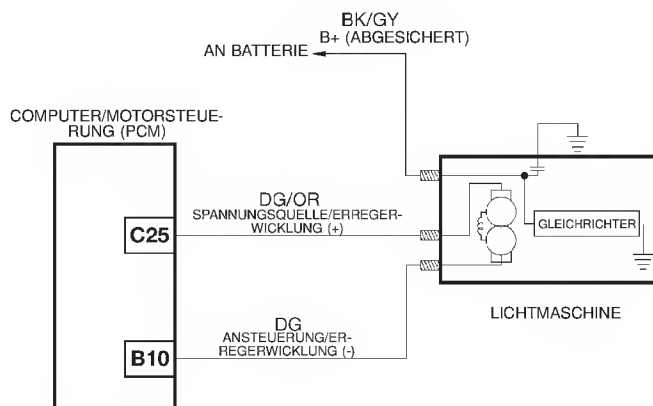 BK/GY
B+ (ABGESICHERT)
AN BATTERIE
COMPUTER/MOTORSTEUE-
RUNG (PCM)
DG/OR
SPANNUNGSQUELLE/ERREGER-
WICKLUNG (+)
C25
GLEICHRICHTER
LICHTMASCHINE
DG
ANSTEUERUNG/ER-
REGERWICKLUNG (-)
B10